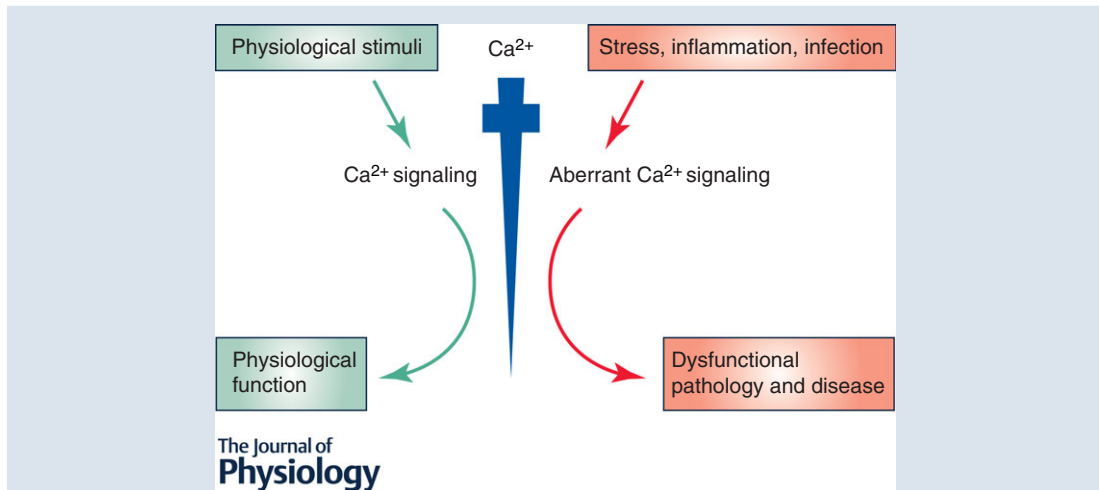 Physiological stimuli
Ca²⁺
Stress, inflammation, infection
Ca²⁺ signaling
Aberrant Ca²⁺ signaling
Physiological
function
Dysfunctional
pathology and disease
The Journal of
Physiology